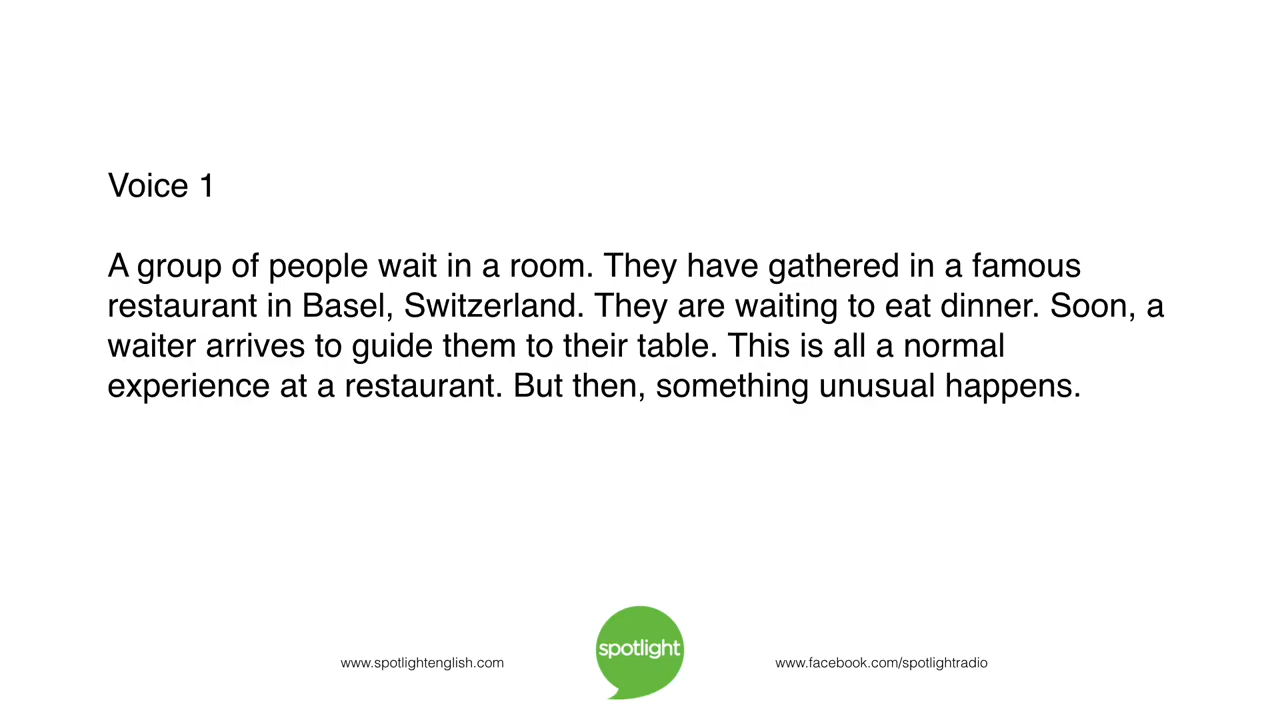 Voice 1
A group of people wait in a room. They have gathered in a famous
restaurant in Basel, Switzerland. They are waiting to eat dinner. Soon, a
waiter arrives to guide them to their table. This is all a normal
experience at a restaurant. But then, something unusual happens.
spotlight
www.spotlightenglish.com
www.facebook.com/spotlightradio